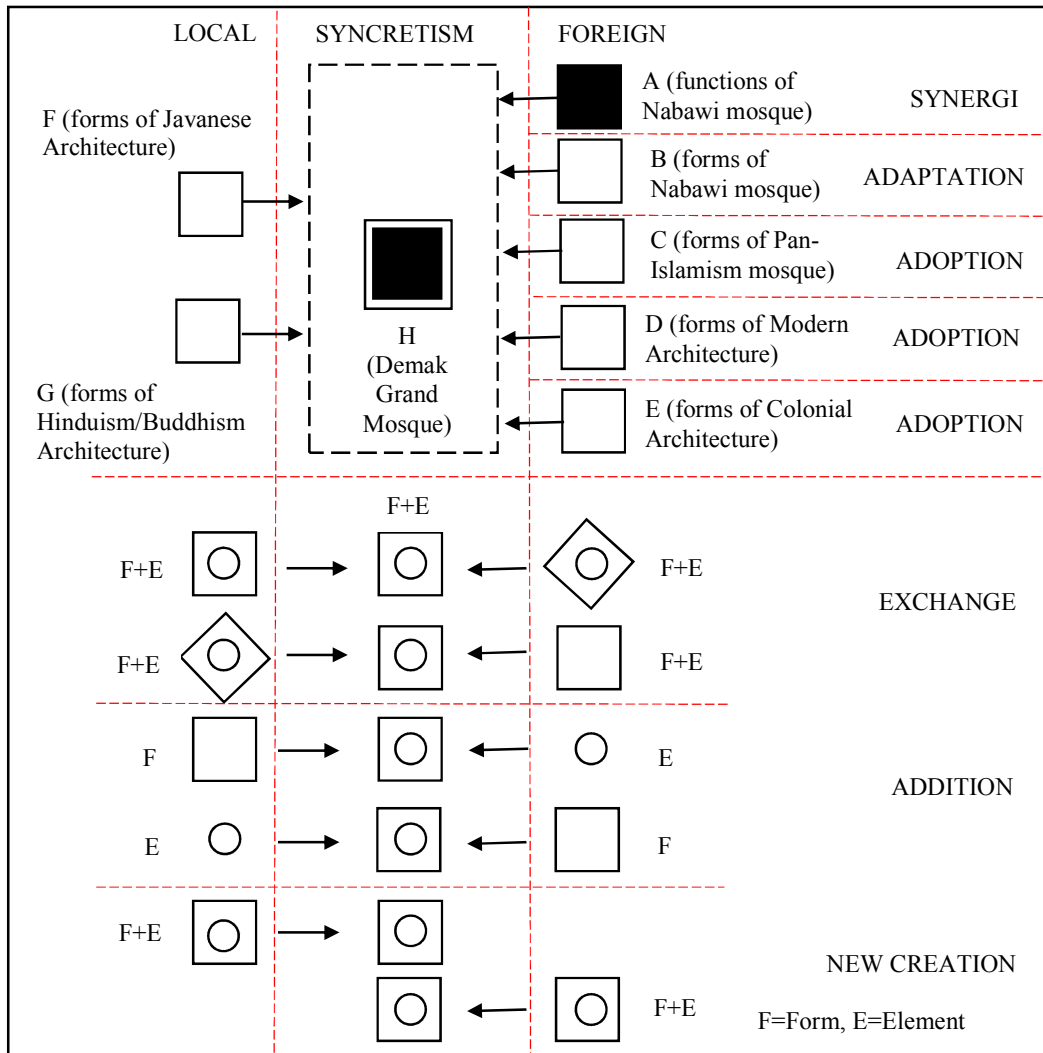 LOCAL
SYNCRETISM
FOREIGN
A (functions of
Nabawi mosque)
SYNERGI
F (forms of Javanese
Architecture)
B (forms of
Nabawi mosque)
ADAPTATION
C (forms of Pan-
Islamism mosque)
ADOPTION
H
(Demak
Grand
Mosque)
D (forms of Modern
Architecture)
ADOPTION
G (forms of
Hinduism/Buddhism
Architecture)
E (forms of Colonial
Architecture)
ADOPTION
F+E
F+E
F+E
EXCHANGE
F+E
F+E
F
E
ADDITION
E
F
F+E
NEW CREATION
F+E
F=Form, E=Element